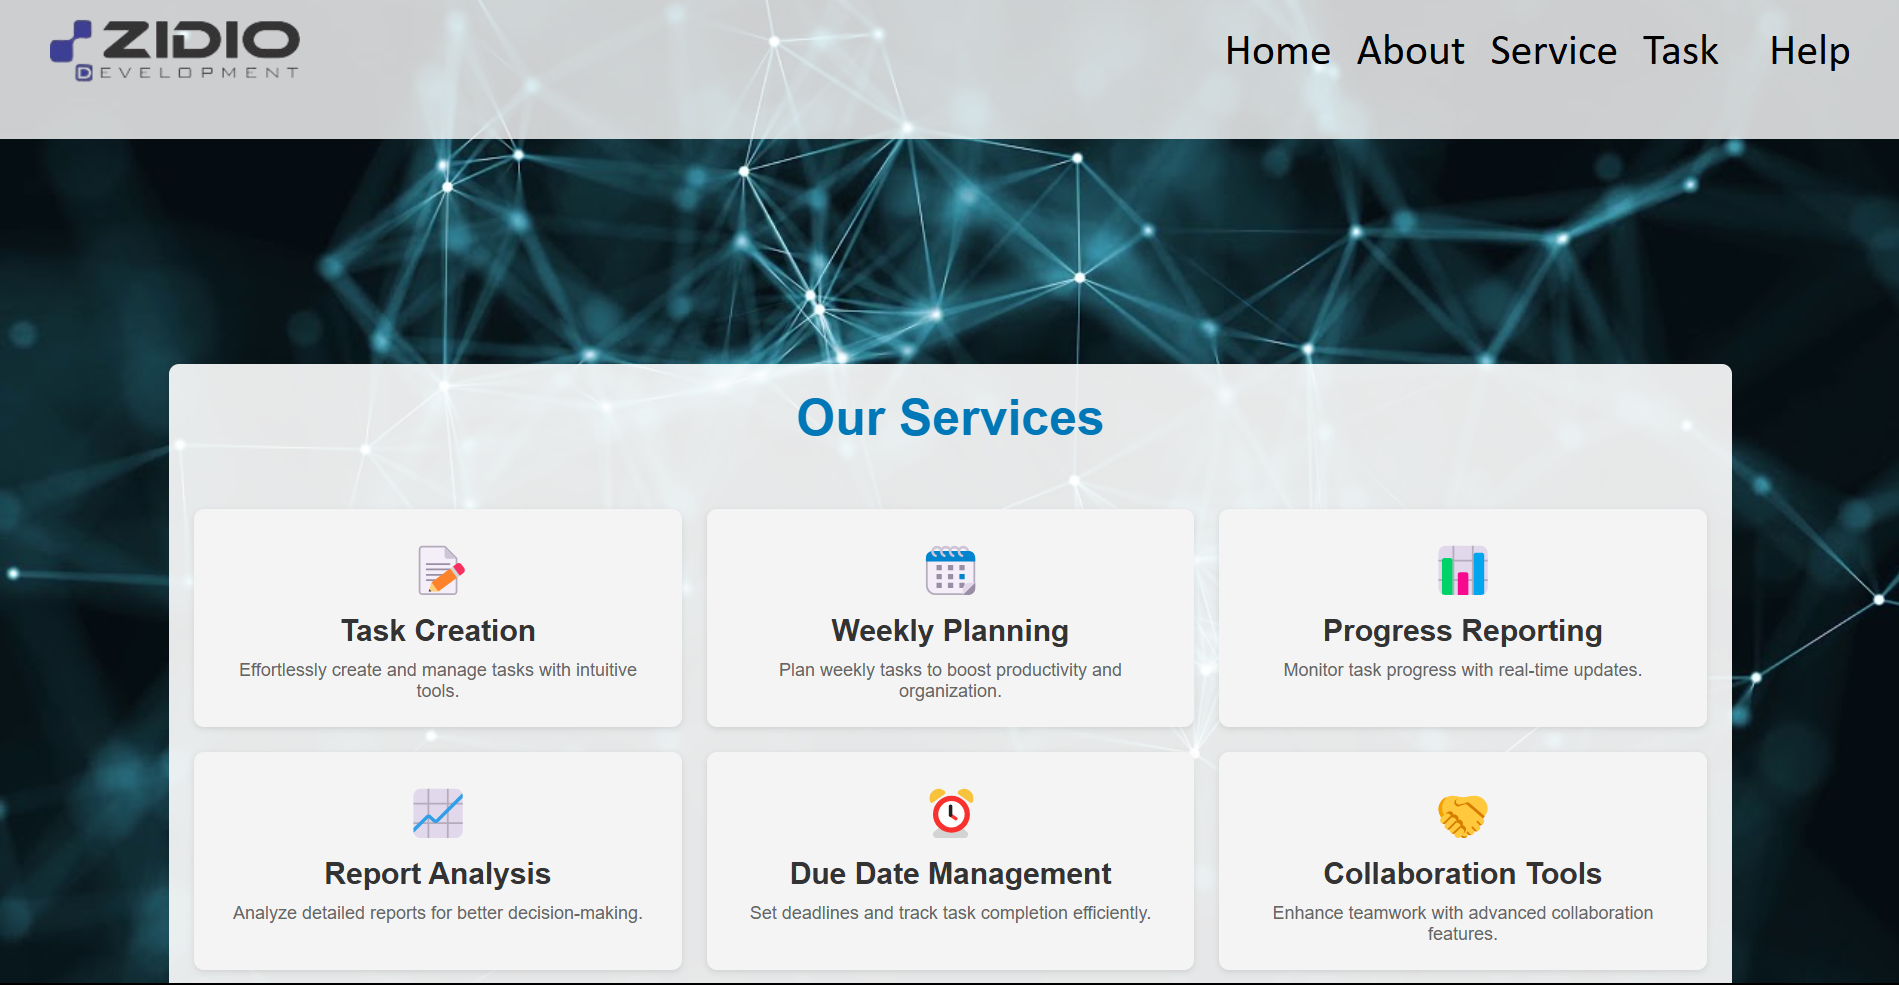 ZIDIO
DEVELOPMENT
Home About Service Task Help
Our Services
Task Creation
Effortlessly create and manage tasks with intuitive
tools.
Weekly Planning
Plan weekly tasks to boost productivity and
organization.
Progress Reporting
Monitor task progress with real-time updates.
Report Analysis
Analyze detailed reports for better decision-making.
Due Date Management
Set deadlines and track task completion efficiently.
Collaboration Tools
Enhance teamwork with advanced collaboration
features.